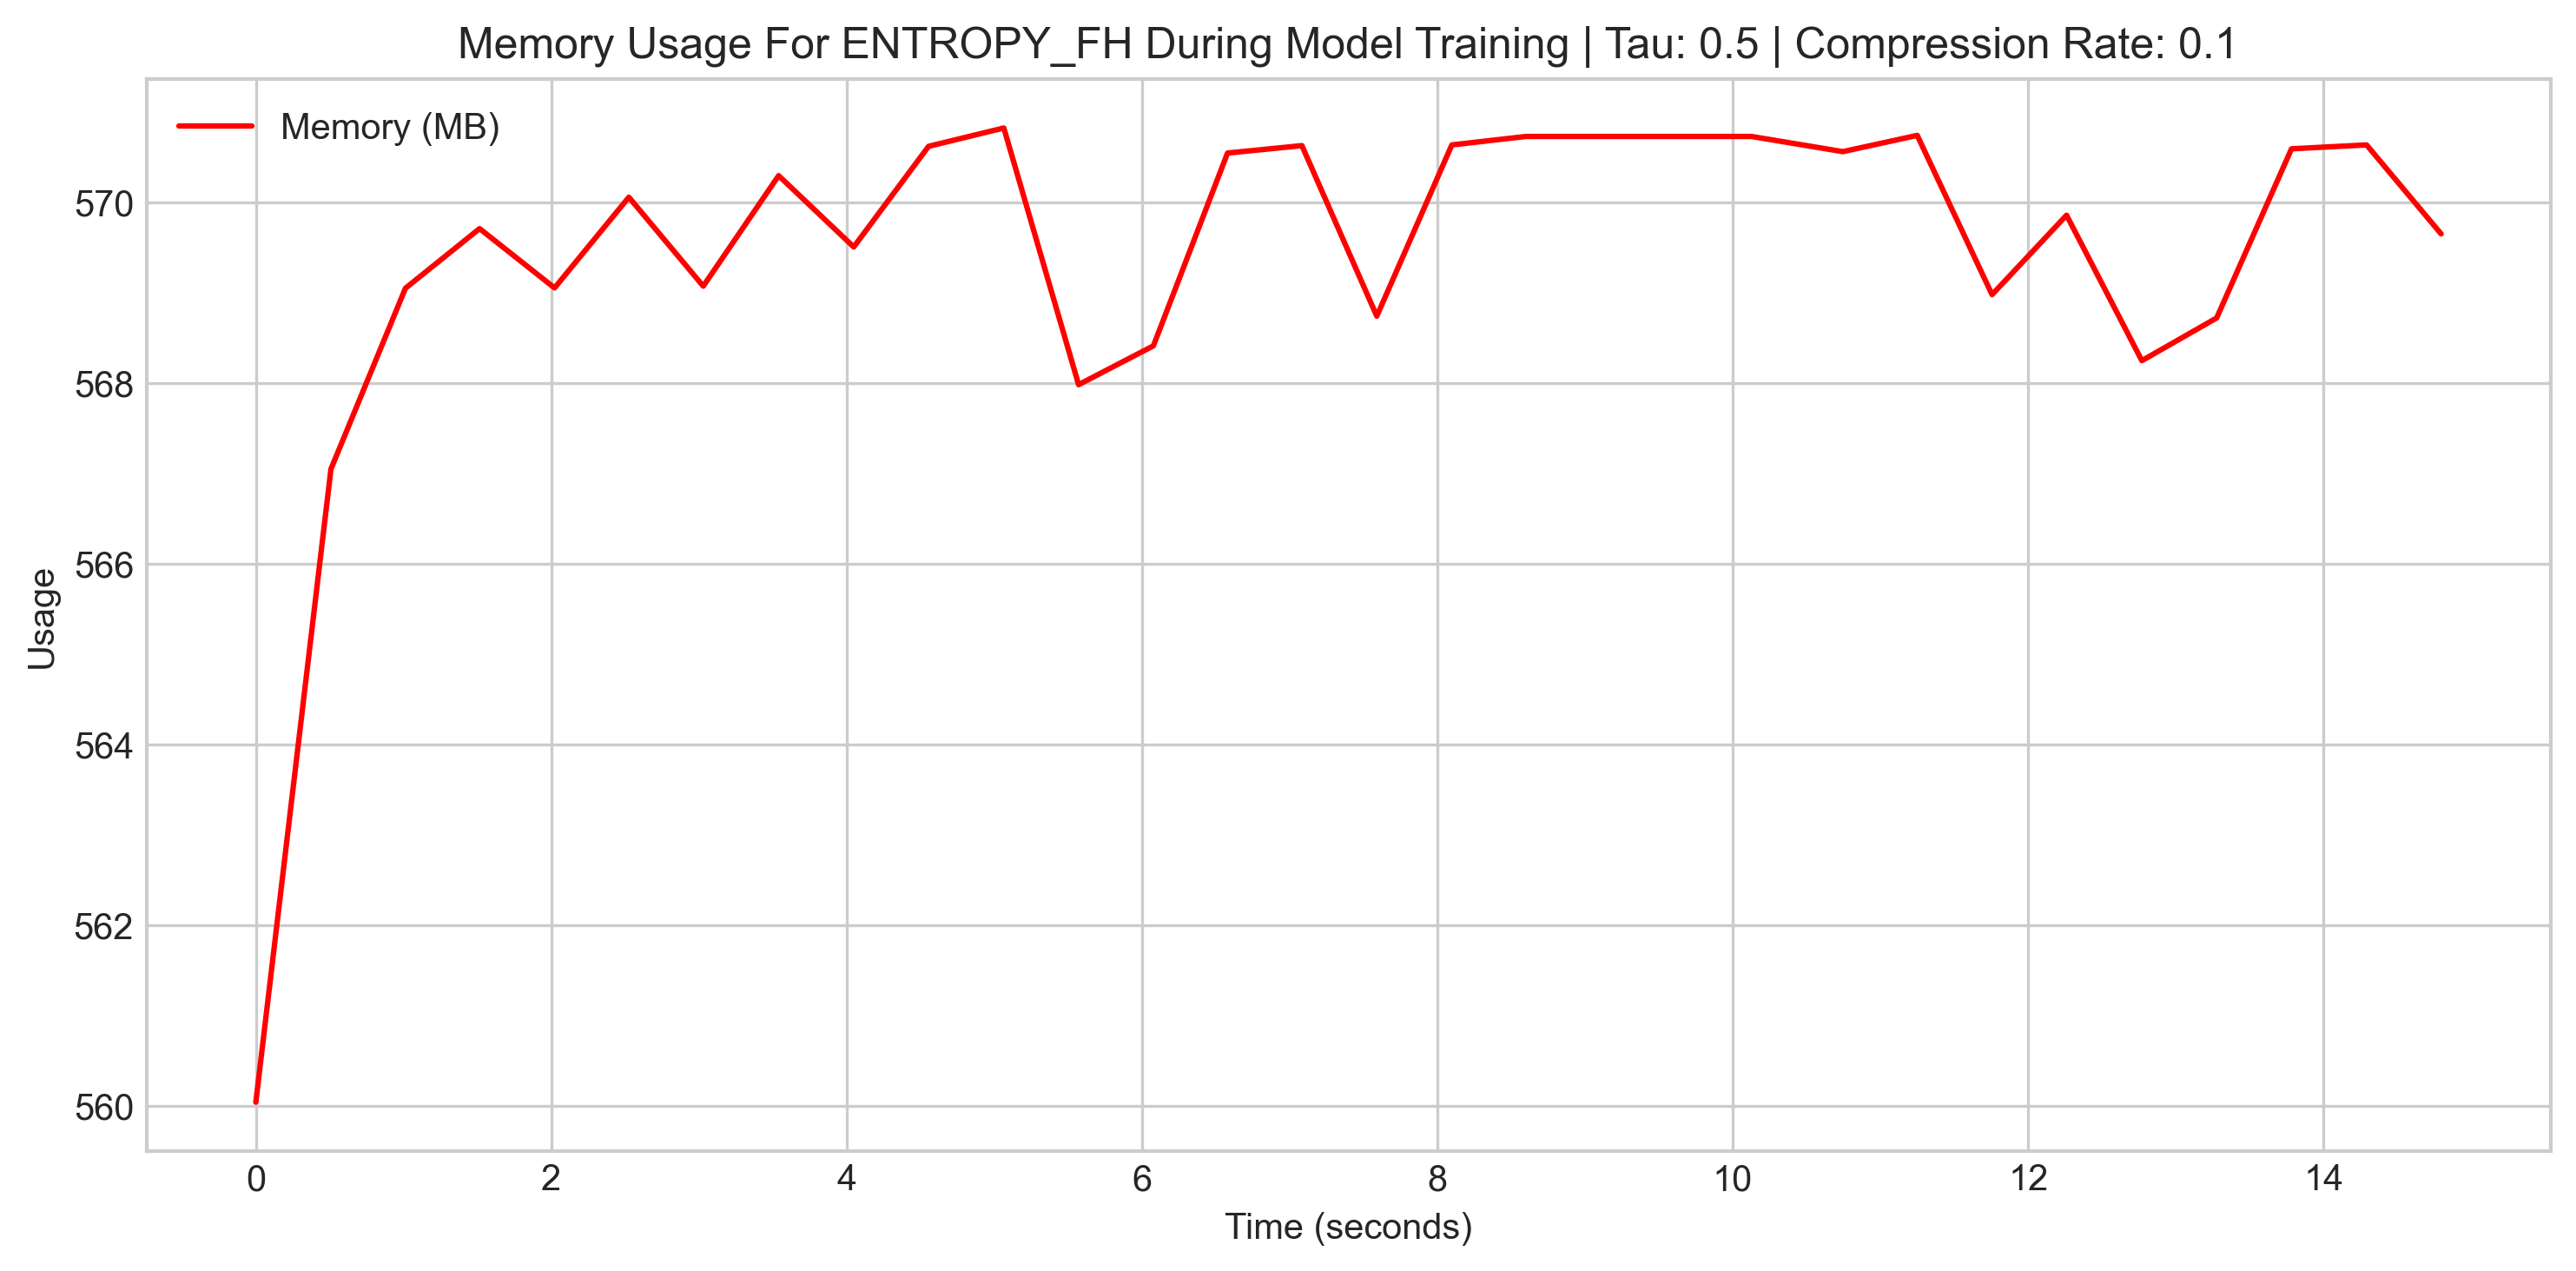 Memory Usage For ENTROPY_FH During Model Training | Tau: 0.5 | Compression Rate: 0.1
Memory (MB)
570
568
566
564
562
560
Usage
0 2 4 6 8 10 12 14
Time (seconds)